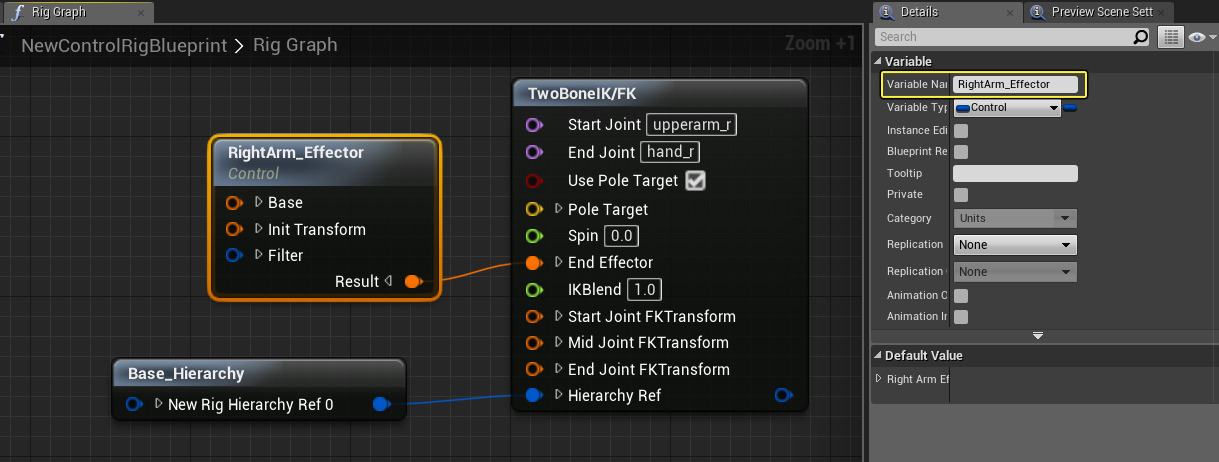 Rig Graph
NewControlRigBlueprint > Rig Graph
Zoom +1
RightArm_Effector
Control
Base
Init Transform
Filter
Result
Base_Hierarchy
New Rig Hierarchy Ref 0
TwoBoneIK/FK
Start Joint upperarm_r
End Joint hand_r
Use Pole Target
Pole Target
Spin 0.0
End Effector
IKBlend 1.0
Start Joint FKTransform
Mid Joint FKTransform
End Joint FKTransform
Hierarchy Ref
Details
Preview Scene Sett
Search
Variable
Variable Nar RightArm_Effector
Variable Typ Control
Instance Edi
Blueprint Re
Tooltip
Private
Category Units
Replication None
Replication None
Animation C
Animation Ir
Default Value
Right Arm Ef